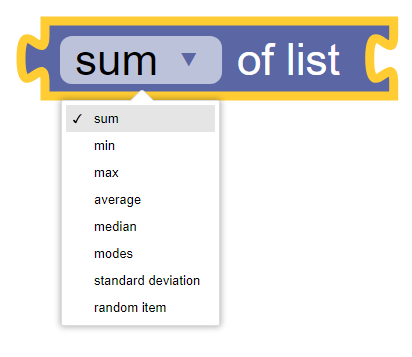 sum ▼ of list
✓ sum
min
max
average
median
modes
standard deviation
random item